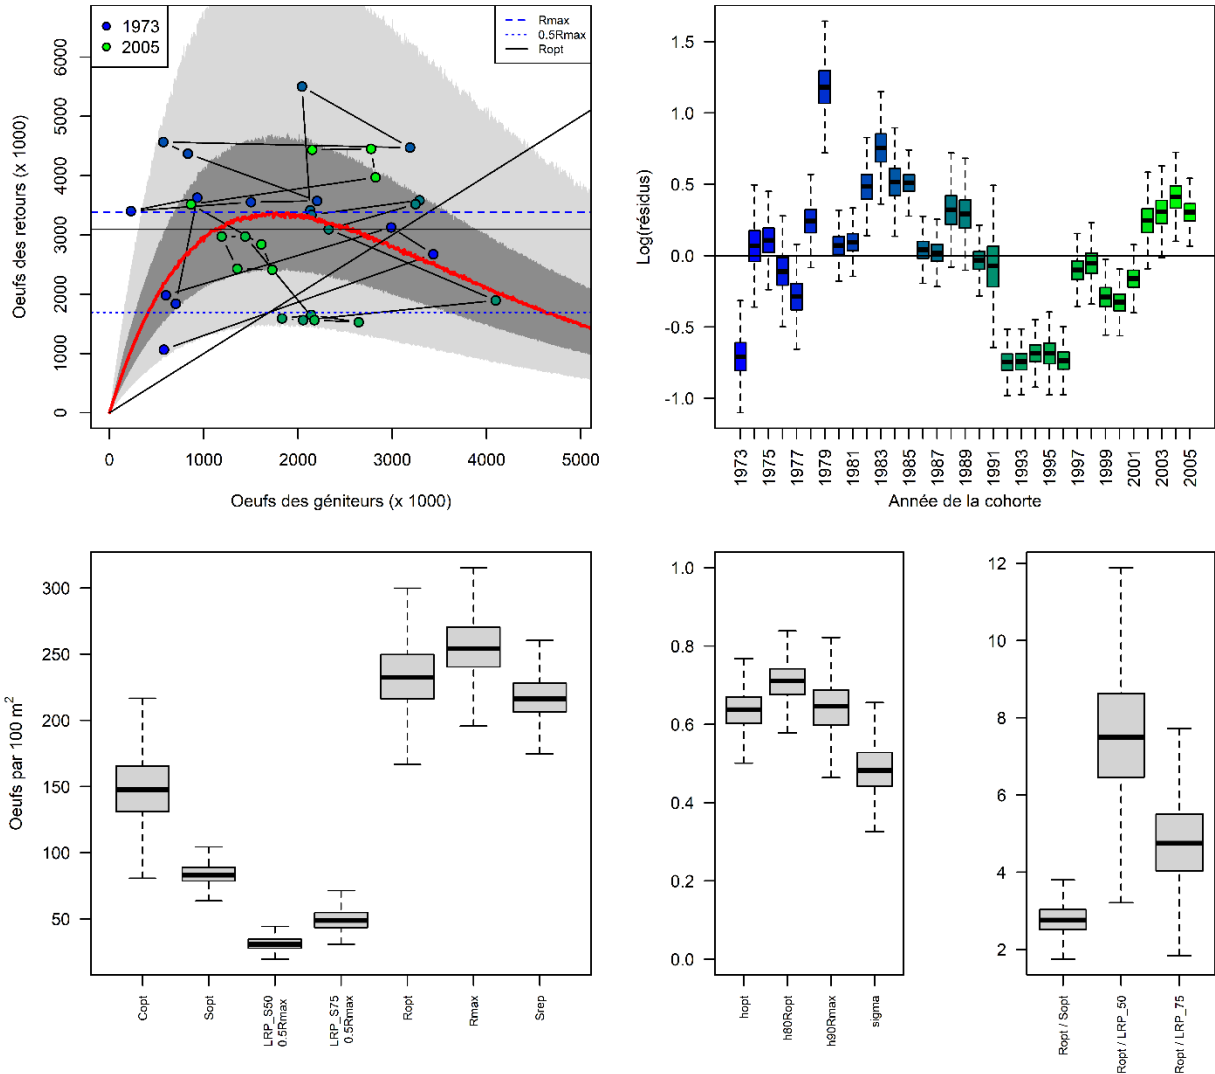 1973
2005
Rmax
0.5Rmax
Ropt
Oeufs des retours (x 1000)
6000
5000
4000
3000
2000
1000
0
0 1000 2000 3000 4000 5000
Oeufs des géniteurs (x 1000)
Log(résidus)
1.5
1.0
0.5
0.0
-0.5
-1.0
1973 1975 1977 1979 1981 1983 1985 1987 1989 1991 1993 1995 1997 1999 2001 2003 2005
Année de la cohorte
Oeufs par 100 m²
300
250
200
150
100
50
Copt
Sopt
LRP_S50
0.5Rmax
LRP_S75
0.5Rmax
Ropt
Rmax
Srep
1.0
0.8
0.6
0.4
0.2
0.0
hopt
h80Ropt
h90Rmax
sigma
12
10
8
6
4
2
Ropt / Sopt
Ropt / LRP_50
Ropt / LRP_75